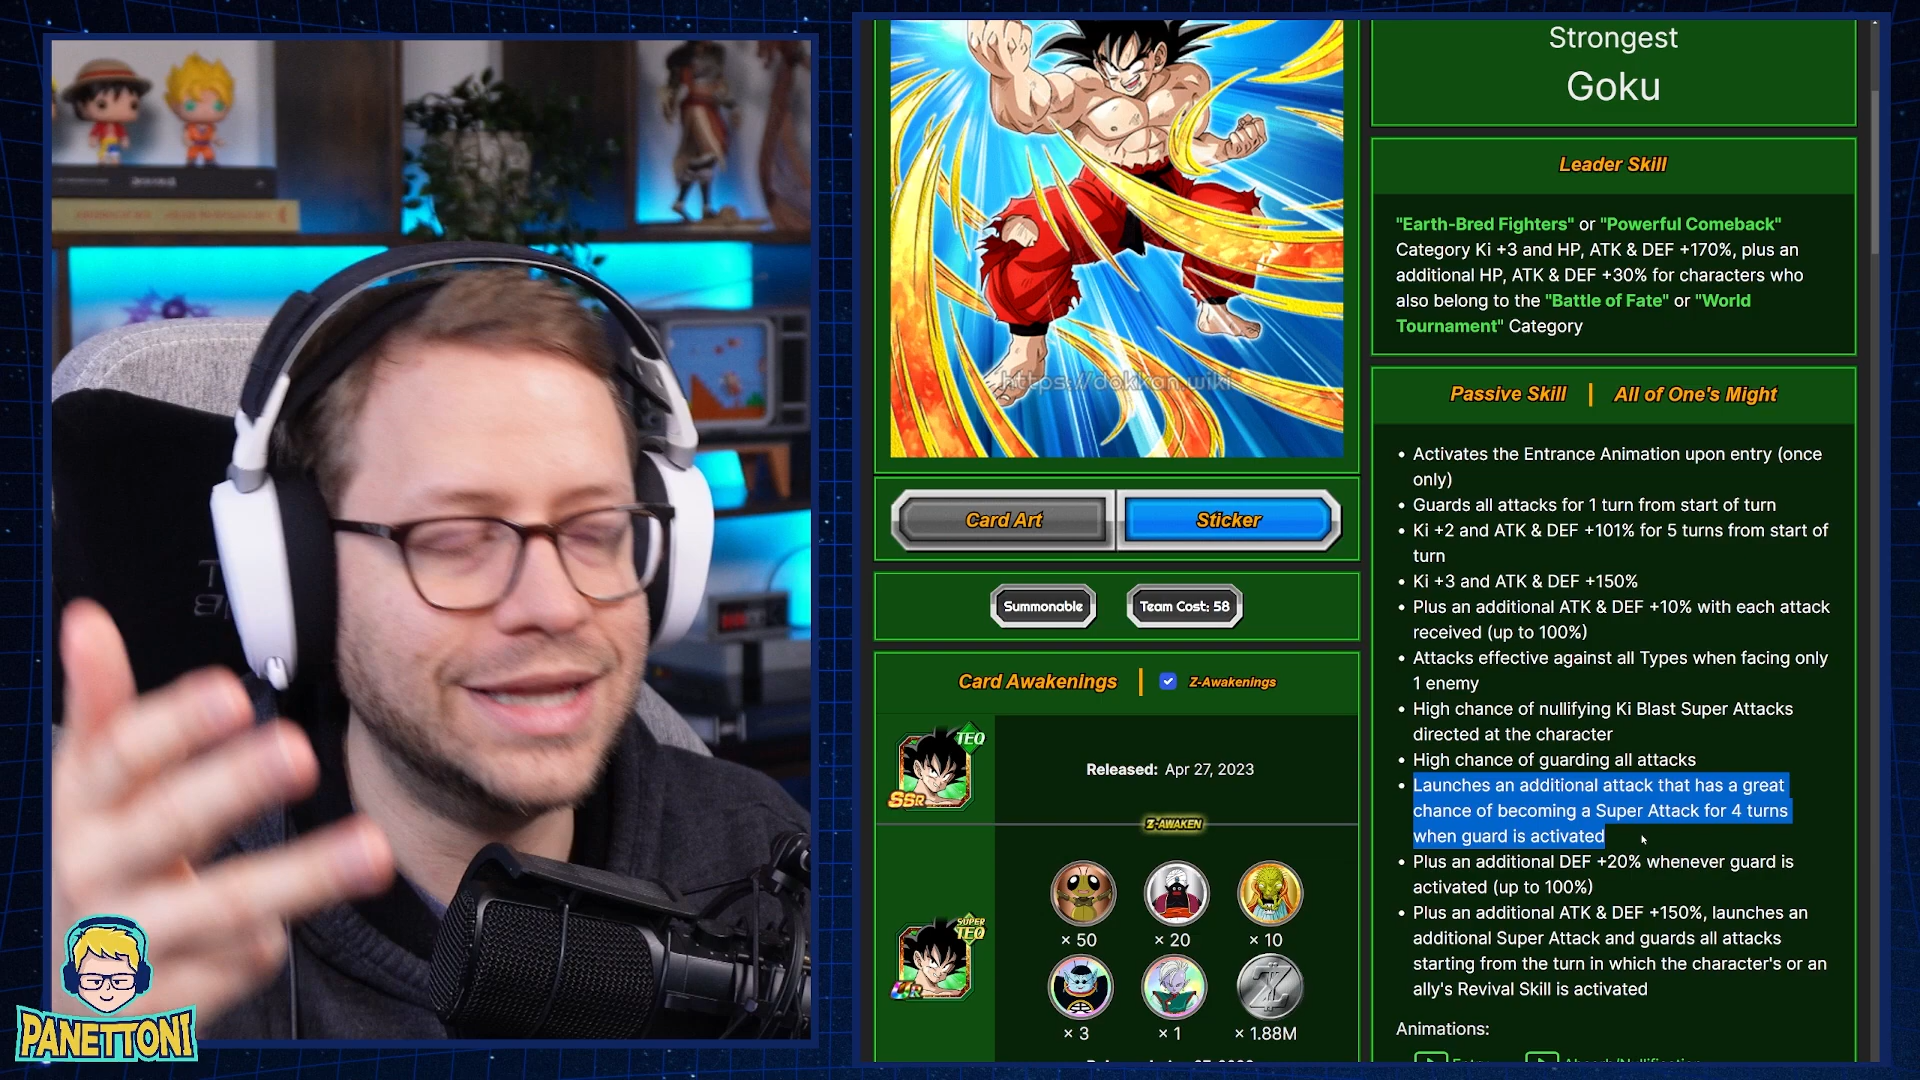 PANETTONI
https://dokkan.wiki
Card Art
Sticker
Summonable
Team Cost: 58
Card Awakenings
Z-Awakenings
TEQ
SSR
Released: Apr 27, 2023
Z-AWAKEN
SUPER
TEQ
UR
× 50
× 20
× 10
× 3
× 1
× 1.88M
Strongest
Goku
Leader Skill
"Earth-Bred Fighters" or "Powerful Comeback"
Category Ki +3 and HP, ATK & DEF +170%, plus an
additional HP, ATK & DEF +30% for characters who
also belong to the "Battle of Fate" or "World
Tournament" Category
Passive Skill | All of One's Might
• Activates the Entrance Animation upon entry (once
only)
• Guards all attacks for 1 turn from start of turn
• Ki +2 and ATK & DEF +101% for 5 turns from start of
turn
• Ki +3 and ATK & DEF +150%
• Plus an additional ATK & DEF +10% with each attack
received (up to 100%)
• Attacks effective against all Types when facing only
1 enemy
• High chance of nullifying Ki Blast Super Attacks
directed at the character
• High chance of guarding all attacks
• Launches an additional attack that has a great
chance of becoming a Super Attack for 4 turns
when guard is activated
• Plus an additional DEF +20% whenever guard is
activated (up to 100%)
• Plus an additional ATK & DEF +150%, launches an
additional Super Attack and guards all attacks
starting from the turn in which the character's or an
ally's Revival Skill is activated
Animations: